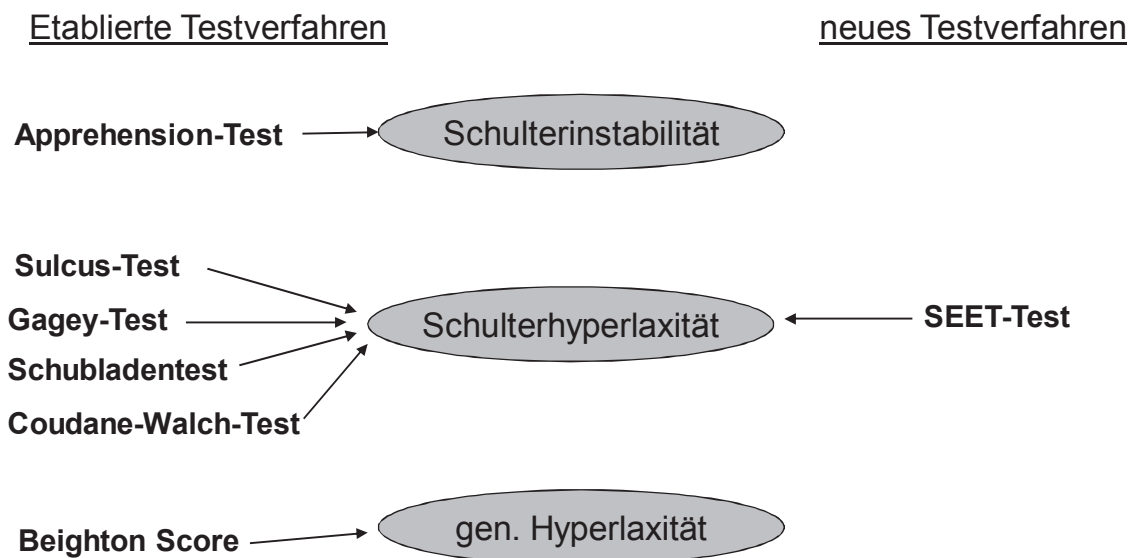 Etablierte Testverfahren
neues Testverfahren
Apprehension-Test
Schulterinstabilität
Sulcus-Test
Gagey-Test
Schulterhyperlaxität
SEET-Test
Schubladentest
Coudane-Walch-Test
Beighton Score
gen. Hyperlaxität